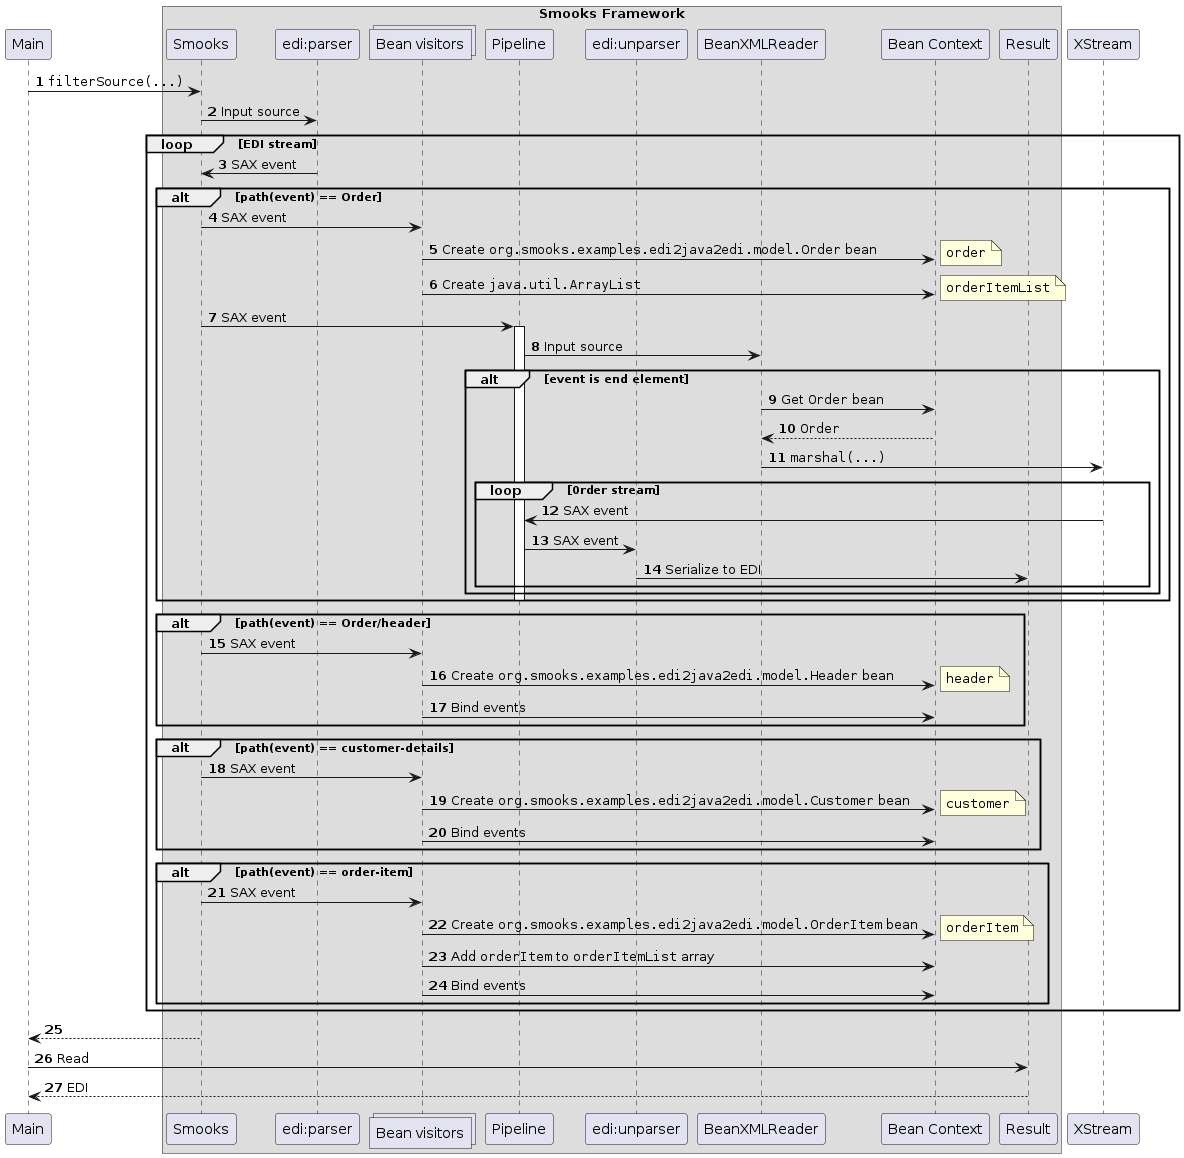 Smooks Framework
Main
Smooks
edi:parser
Bean visitors
Pipeline
edi:unparser
BeanXMLReader
Bean Context
Result
XStream
1 filterSource(...)
2 Input source
loop [EDI stream]
3 SAX event
alt [path(event) == Order]
4 SAX event
5 Create org.smooks.examples.edi2java2edi.model.Order bean
order
6 Create java.util.ArrayList
orderItemList
7 SAX event
8 Input source
alt [event is end element]
9 Get Order bean
10 Order
11 marshal(...)
loop [0rder stream]
12 SAX event
13 SAX event
14 Serialize to EDI
alt [path(event) == Order/header]
15 SAX event
16 Create org.smooks.examples.edi2java2edi.model.Header bean
header
17 Bind events
alt [path(event) == customer-details]
18 SAX event
19 Create org.smooks.examples.edi2java2edi.model.Customer bean
customer
20 Bind events
alt [path(event) == order-item]
21 SAX event
22 Create org.smooks.examples.edi2java2edi.model.OrderItem bean
orderItem
23 Add orderItem to orderItemList array
24 Bind events
25
26 Read
27 EDI
Main
Smooks
edi:parser
Bean visitors
Pipeline
edi:unparser
BeanXMLReader
Bean Context
Result
XStream